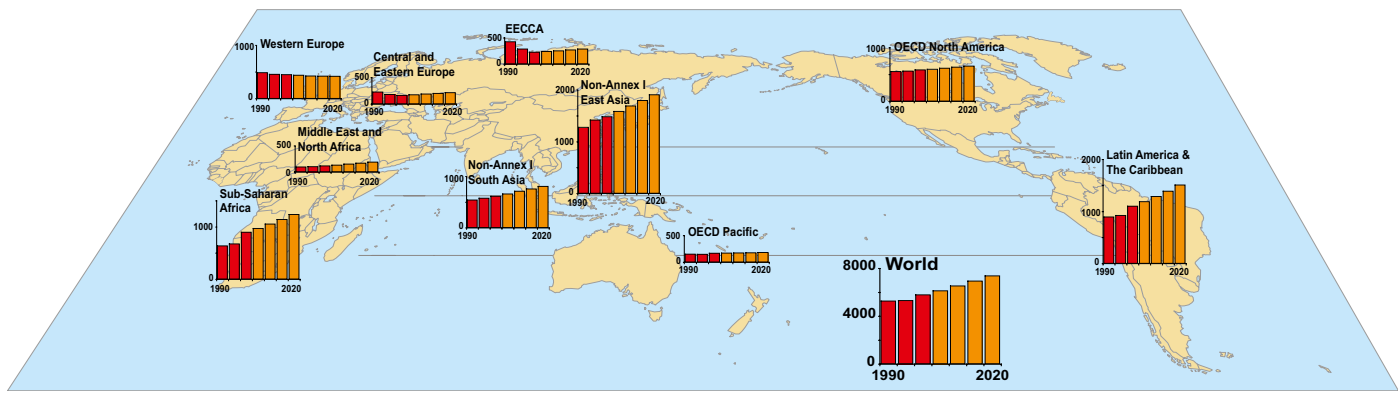 Western Europe
1000
0
1990
2020
Central and
Eastern Europe
500
0
1990
2020
EECCA
500
0
1990
2020
Non-Annex I
East Asia
2000
1000
0
1990
2020
OECD North America
1000
0
1990
2020
Middle East and
North Africa
500
0
1990
2020
Non-Annex I
South Asia
1000
0
1990
2020
Latin America &
The Caribbean
2000
1000
0
1990
2020
Sub-Saharan
Africa
1000
0
1990
2020
OECD Pacific
500
0
1990
2020
World
8000
4000
0
1990
2020